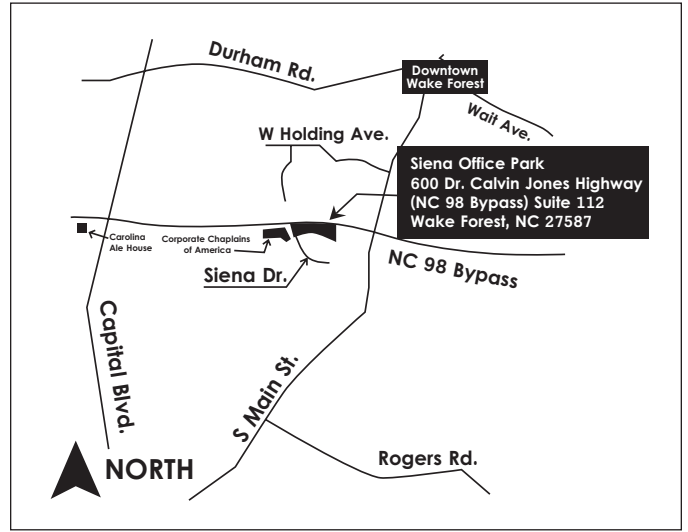 Durham Rd.
Downtown
Wake Forest
Wait Ave.
W Holding Ave.
Siena Office Park
600 Dr. Calvin Jones Highway
(NC 98 Bypass) Suite 112
Wake Forest, NC 27587
Carolina
Ale House
Corporate Chaplains
of America
Siena Dr.
NC 98 Bypass
Capital Blvd.
S Main St.
Rogers Rd.
NORTH